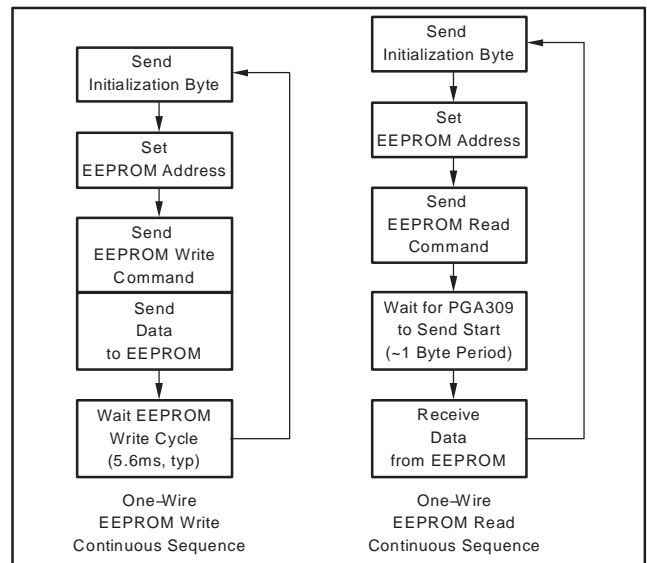 Send
Initialization Byte
Set
EEPROM Address
Send
EEPROM Write
Command
Send
Data
to EEPROM
Wait EEPROM
Write Cycle
(5.6ms, typ)
One–Wire
EEPROM Write
Continuous Sequence
Send
Initialization Byte
Set
EEPROM Address
Send
EEPROM Read
Command
Wait for PGA309
to Send Start
(~1 Byte Period)
Receive
Data
from EEPROM
One–Wire
EEPROM Read
Continuous Sequence